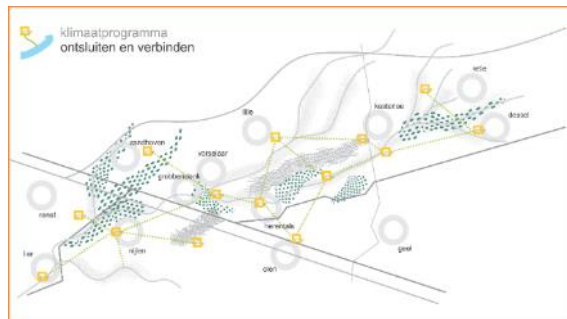 klimaatprogramma
ontsluiten en verbinden
retie
kasterlee
lille
dessel
zandhoven
vorselaar
grobbendonk
ranst
herentals
nijlen
geel
lier
olen